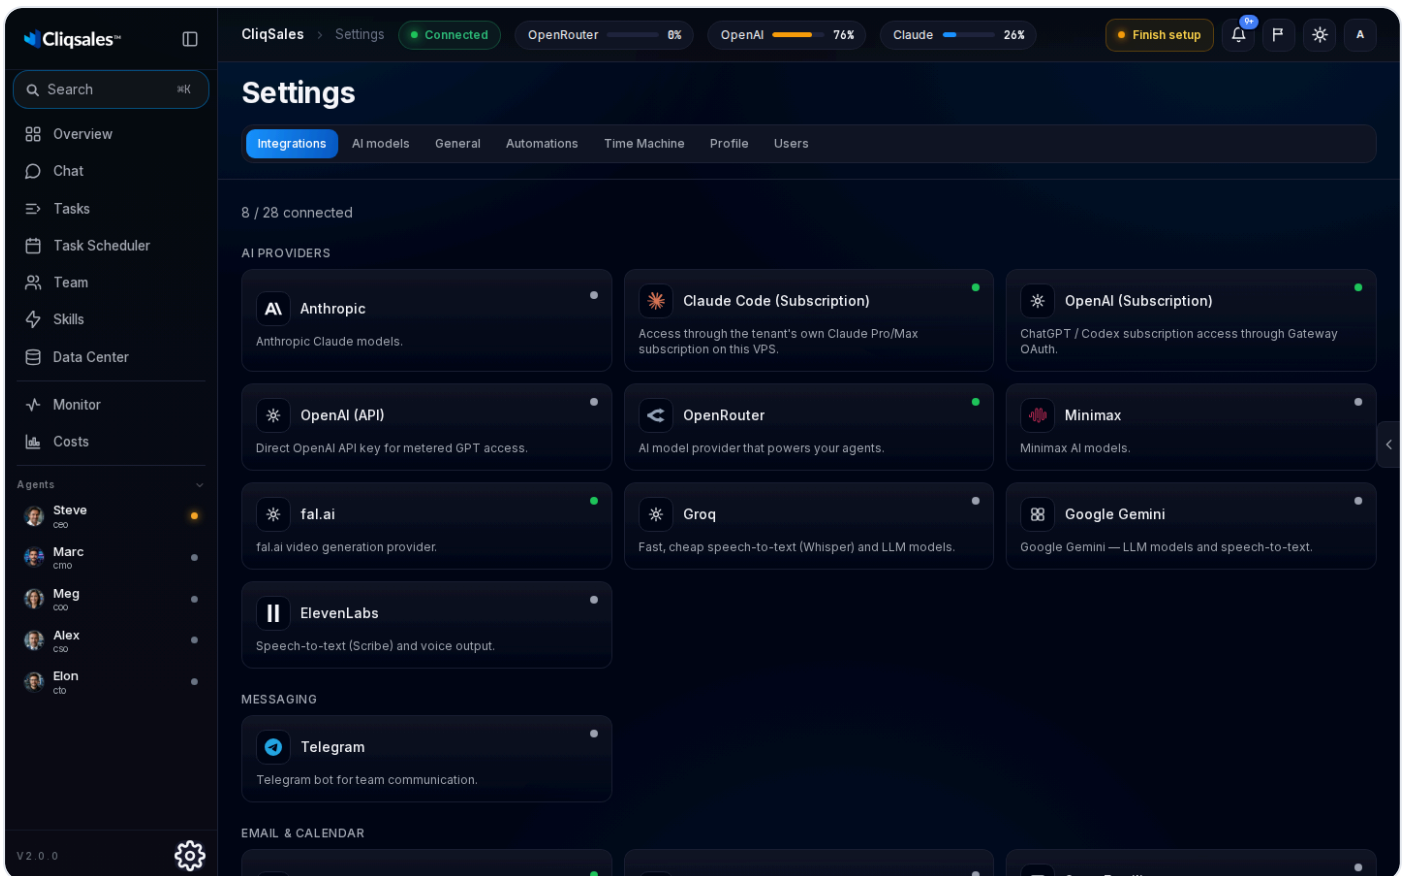 Cliqsales℠
CliqSales › Settings
Connected
OpenRouter 0%
OpenAI 76%
Claude 26%
Finish setup
9+
A
Search ⌘K
Overview
Chat
Tasks
Task Scheduler
Team
Skills
Data Center
Monitor
Costs
Agents
Steve
ceo
Marc
cmo
Meg
coo
Alex
cso
Elon
cto
V2.0.0
Settings
Integrations
AI models
General
Automations
Time Machine
Profile
Users
8 / 28 connected
AI PROVIDERS
Anthropic
Anthropic Claude models.
Claude Code (Subscription)
Access through the tenant's own Claude Pro/Max
subscription on this VPS.
OpenAI (Subscription)
ChatGPT / Codex subscription access through Gateway
OAuth.
OpenAI (API)
Direct OpenAI API key for metered GPT access.
OpenRouter
AI model provider that powers your agents.
Minimax
Minimax AI models.
fal.ai
fal.ai video generation provider.
Groq
Fast, cheap speech-to-text (Whisper) and LLM models.
Google Gemini
Google Gemini — LLM models and speech-to-text.
ElevenLabs
Speech-to-text (Scribe) and voice output.
MESSAGING
Telegram
Telegram bot for team communication.
EMAIL & CALENDAR